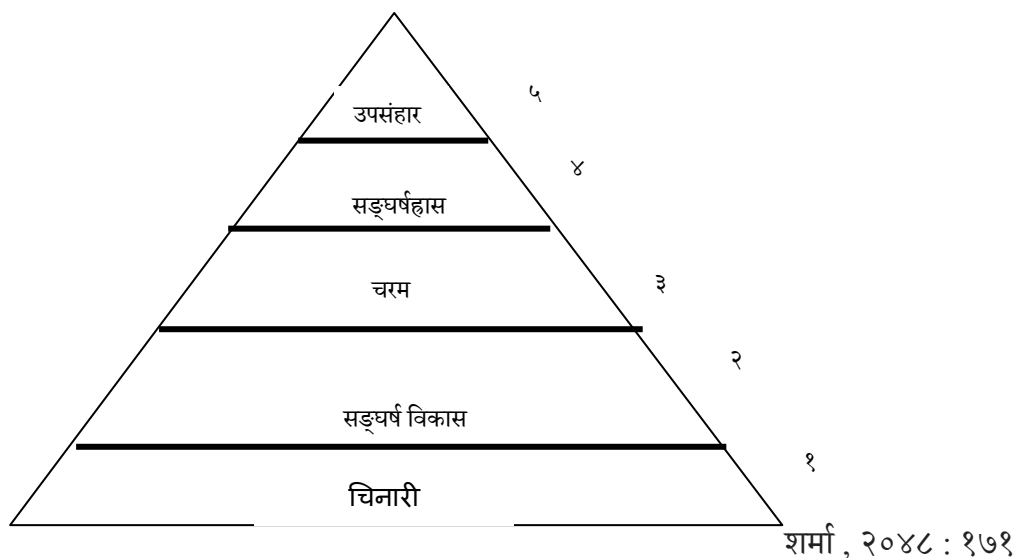 ५
उपसंहार
४
सङ्घर्षह्रास
३
चरम
२
सङ्घर्ष विकास
१
चिनारी
शर्मा , २०४८ : १७१